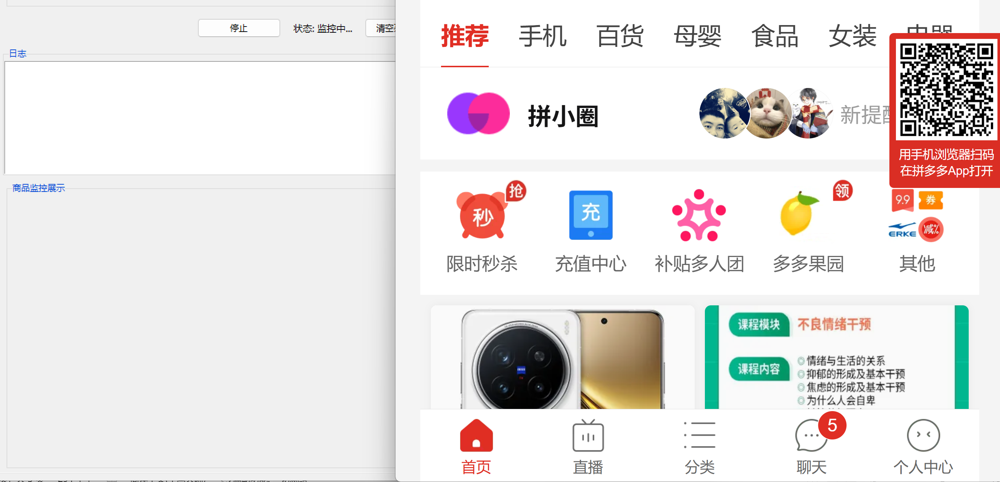 停止
状态: 监控中...
清空
日志
商品监控展示
推荐
手机
百货
母婴
食品
女装
拼小圈
新提
用手机浏览器扫码
在拼多多App打开
抢
秒
充
领
9.9
券
ERKE
减%
限时秒杀
充值中心
补贴多人团
多多果园
其他
课程模块
不良情绪干预
课程内容
◎情绪与生活的关系
◎抑郁的形成及基本干预
◎焦虑的形成及基本干预
◎为什么人会自卑
5
首页
直播
分类
聊天
个人中心